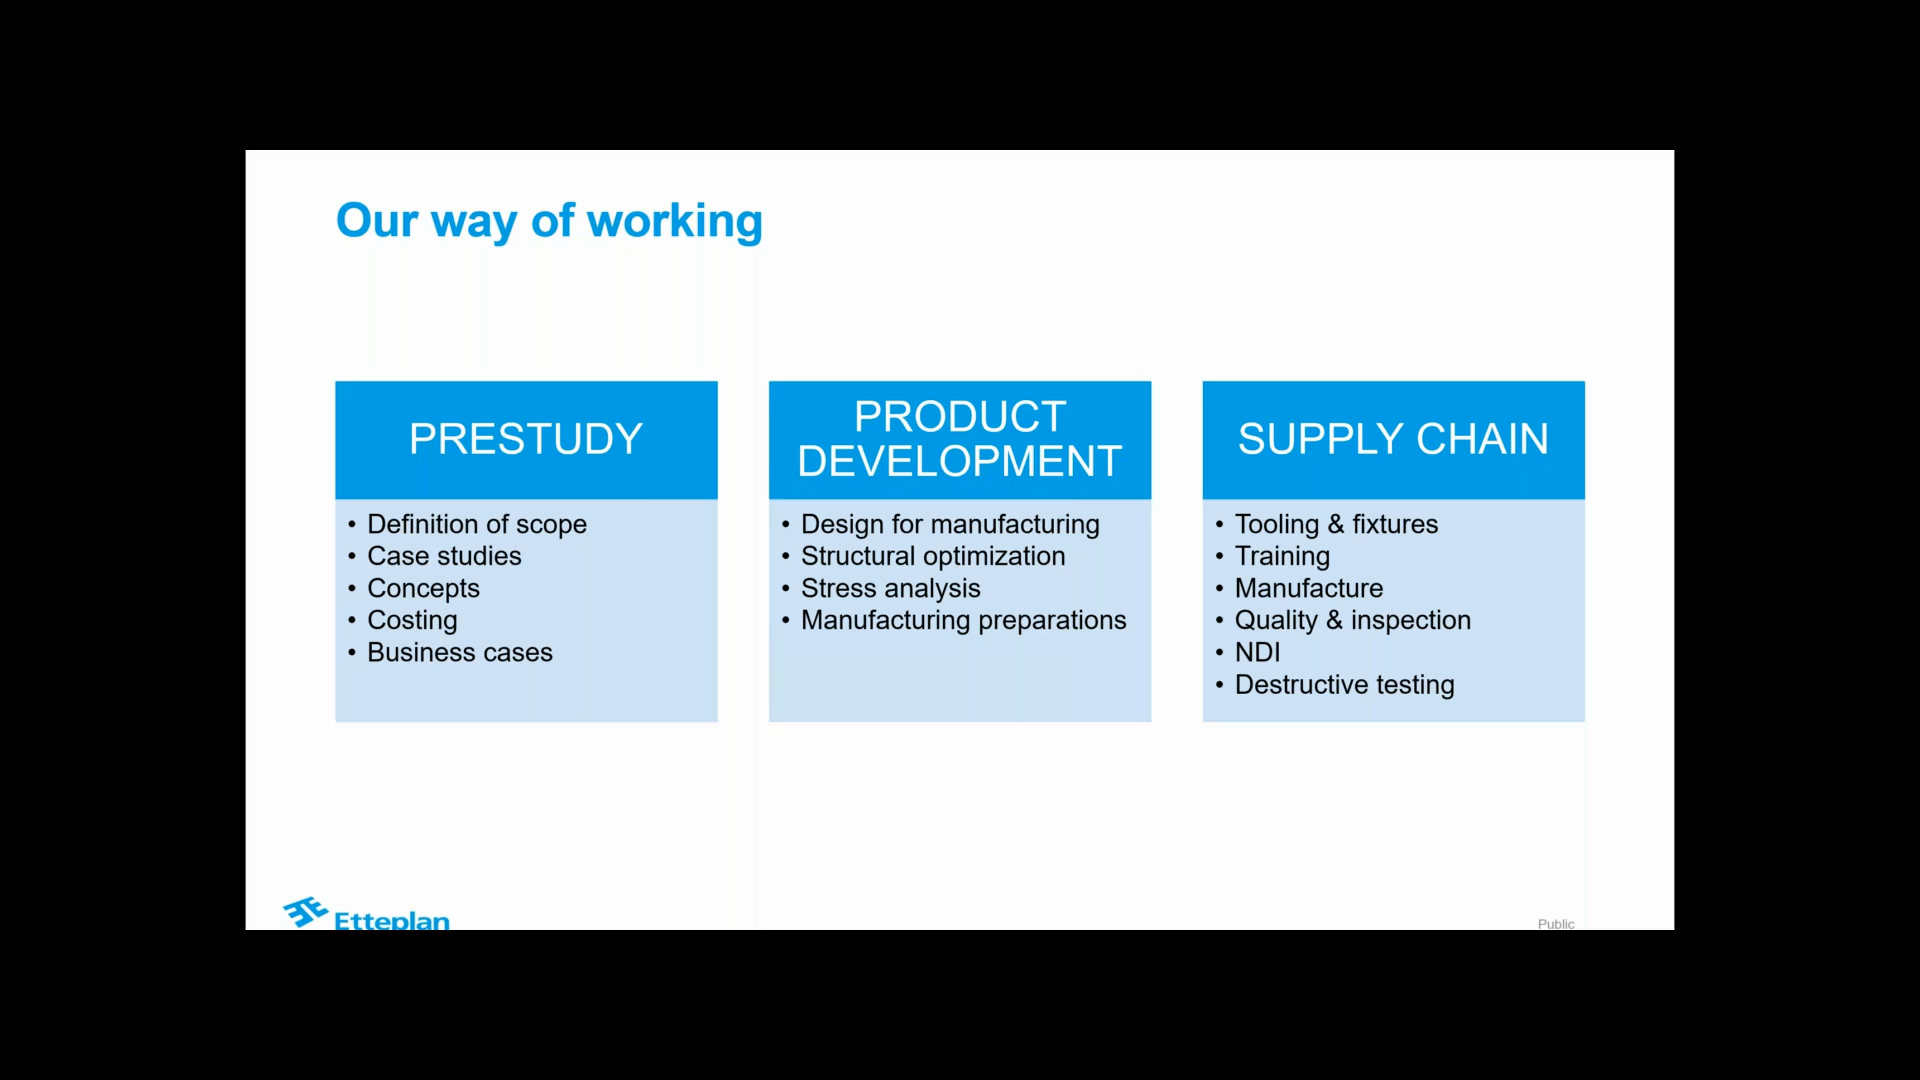 Our way of working
PRESTUDY
• Definition of scope
• Case studies
• Concepts
• Costing
• Business cases
PRODUCT
DEVELOPMENT
• Design for manufacturing
• Structural optimization
• Stress analysis
• Manufacturing preparations
SUPPLY CHAIN
• Tooling & fixtures
• Training
• Manufacture
• Quality & inspection
• NDI
• Destructive testing
Etteplan
Public